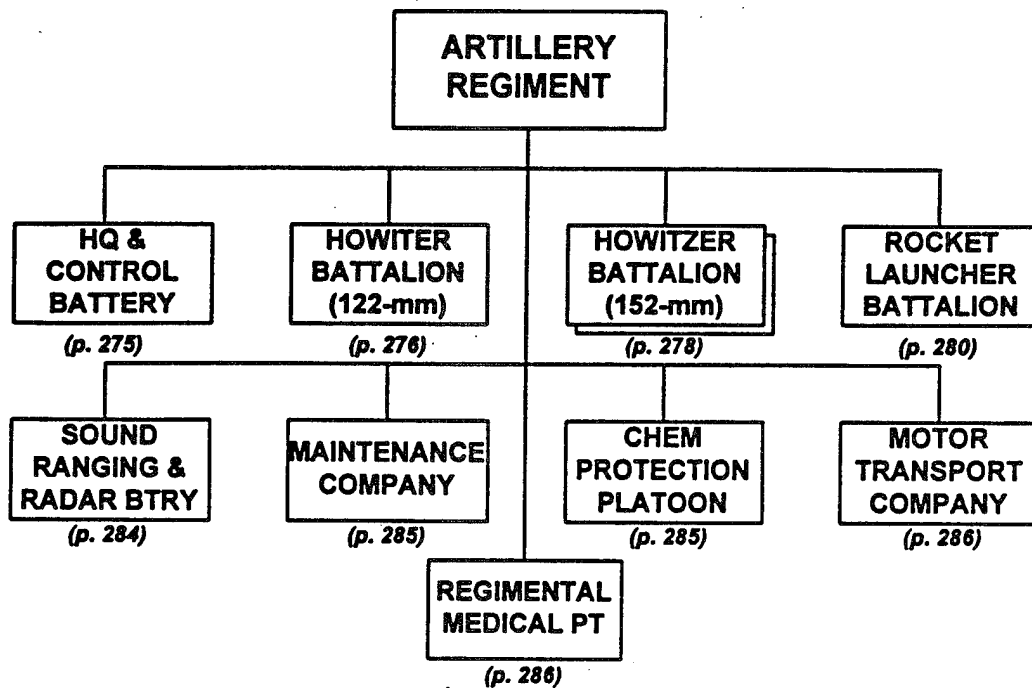 ARTILLERY
REGIMENT
HQ &
CONTROL
BATTERY
(p. 275)
HOWITER
BATTALION
(122-mm)
(p. 276)
HOWITZER
BATTALION
(152-mm)
(p. 278)
ROCKET
LAUNCHER
BATTALION
(p. 280)
SOUND
RANGING &
RADAR BTRY
(p. 284)
MAINTENANCE
COMPANY
(p. 285)
CHEM
PROTECTION
PLATOON
(p. 285)
MOTOR
TRANSPORT
COMPANY
(p. 286)
REGIMENTAL
MEDICAL PT
(p. 286)